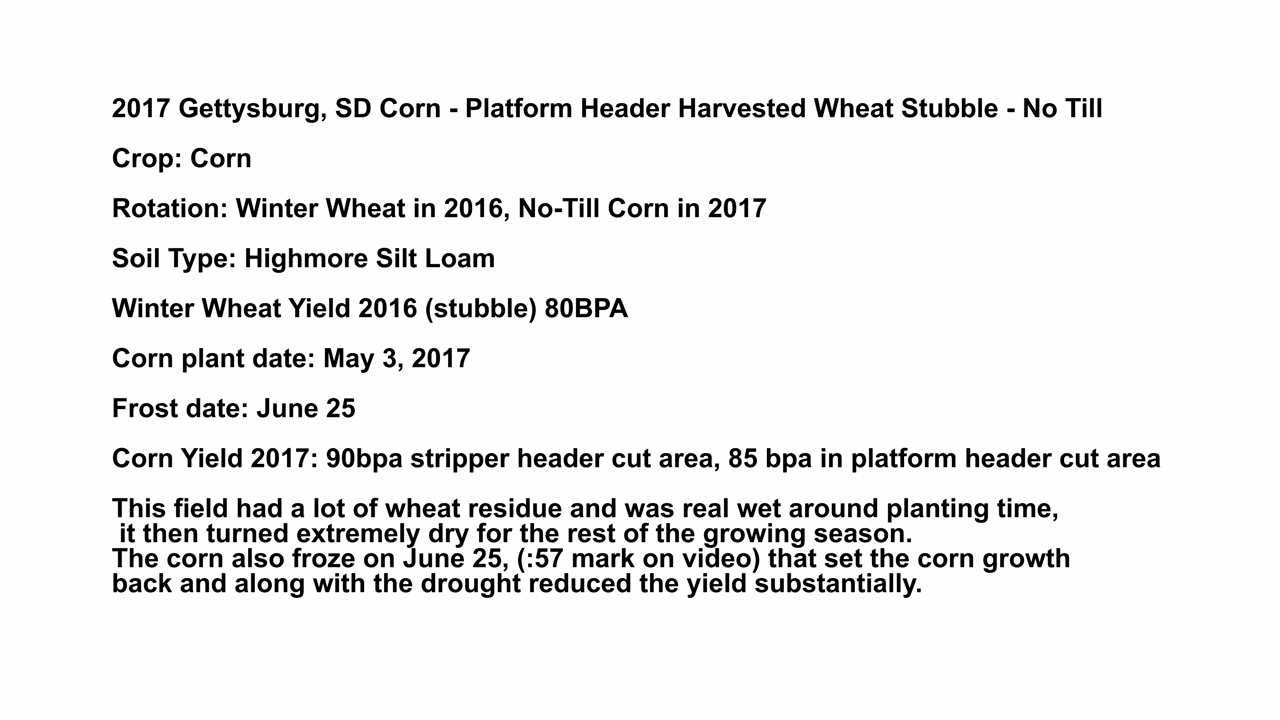 2017 Gettysburg, SD Corn - Platform Header Harvested Wheat Stubble - No Till
Crop: Corn
Rotation: Winter Wheat in 2016, No-Till Corn in 2017
Soil Type: Highmore Silt Loam
Winter Wheat Yield 2016 (stubble) 80BPA
Corn plant date: May 3, 2017
Frost date: June 25
Corn Yield 2017: 90bpa stripper header cut area, 85 bpa in platform header cut area
This field had a lot of wheat residue and was real wet around planting time,
it then turned extremely dry for the rest of the growing season.
The corn also froze on June 25, (:57 mark on video) that set the corn growth
back and along with the drought reduced the yield substantially.